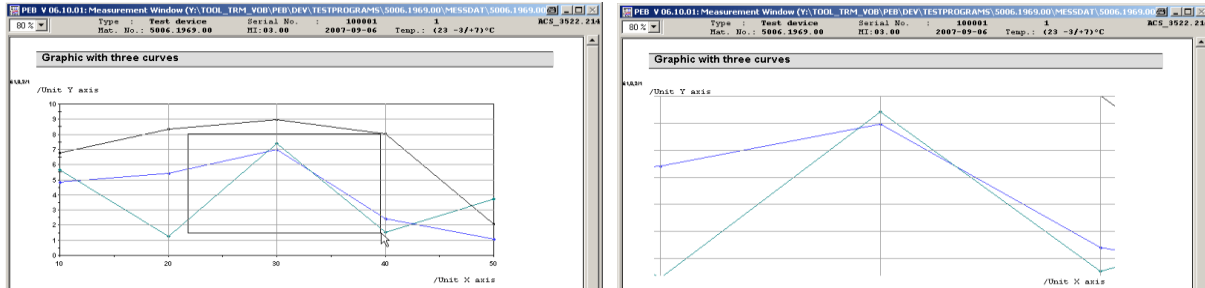 PEB V 06.10.01: Measurement Window (Y:\TOOL_TRM_VOB\PEB\DEV\TESTPROGRAMS\5006.1969.00\MESSDAT\5006.1969.00
80 %
Type : Test device Serial No. : 100001 1 ACS_3522.214
Mat. No.: 5006.1969.00 MI:03.00 2007-09-06 Temp.: (23 -3/+7)°C
Graphic with three curves
/Unit Y axis
10
9
8
7
6
5
4
3
2
1
0
10 20 30 40 50
/Unit X axis
PEB V 06.10.01: Measurement Window (Y:\TOOL_TRM_VOB\PEB\DEV\TESTPROGRAMS\5006.1969.00\MESSDAT\5006.1969.00
80 %
Type : Test device Serial No. : 100001 1 ACS_3522.214
Mat. No.: 5006.1969.00 MI:03.00 2007-09-06 Temp.: (23 -3/+7)°C
Graphic with three curves
/Unit Y axis
/Unit X axis